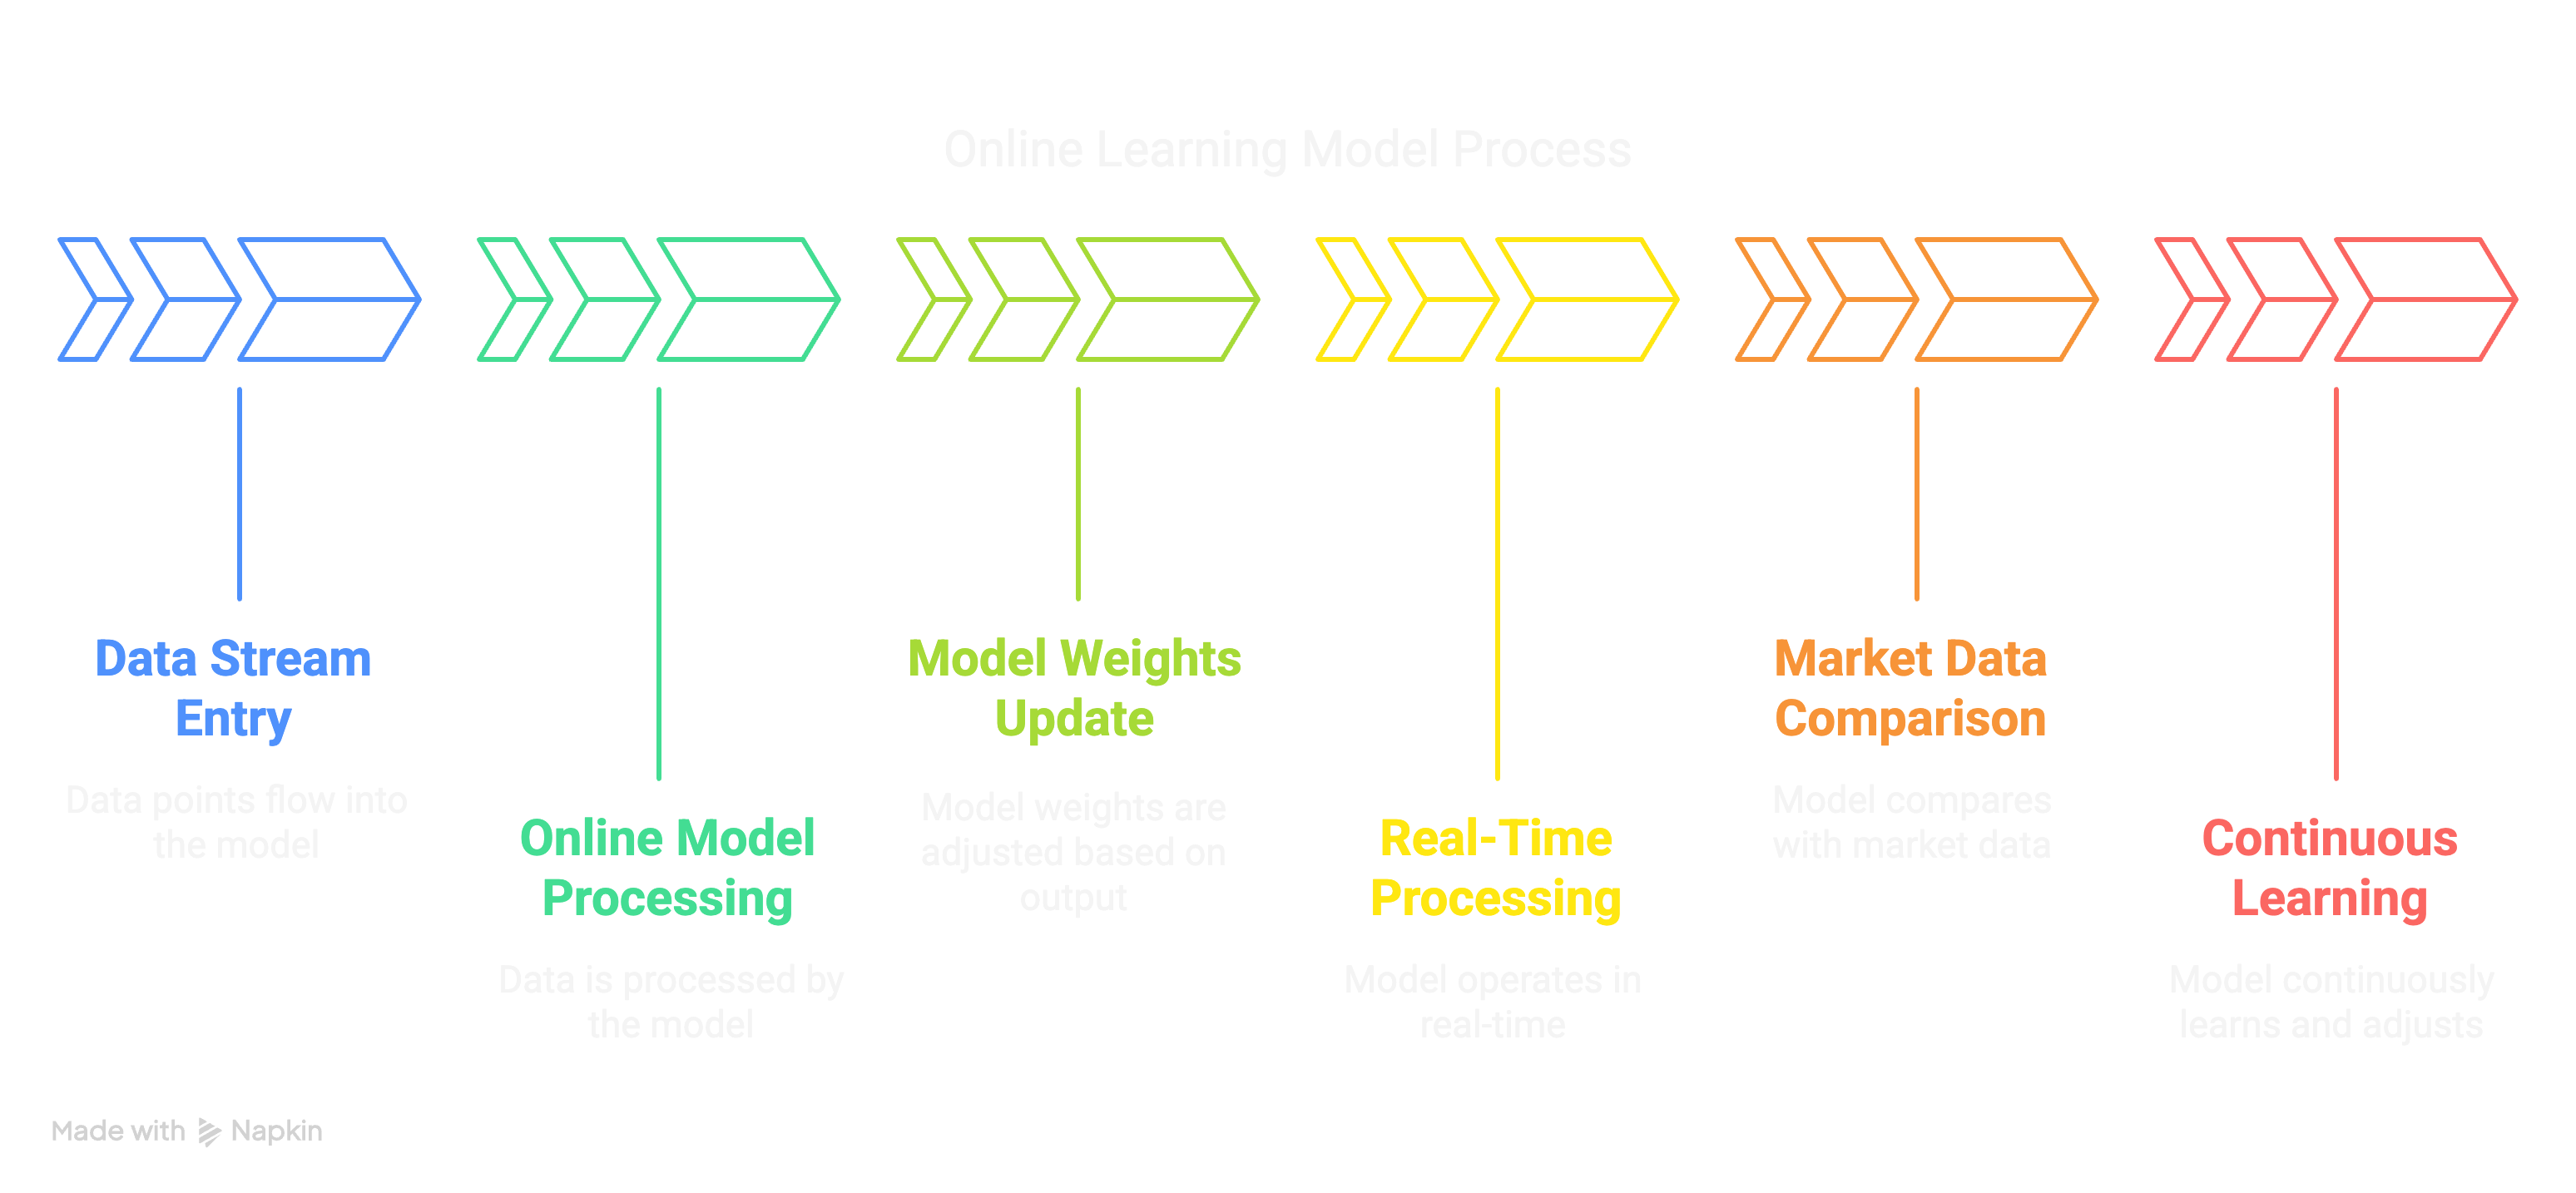 Online Learning Model Process
Data Stream
Entry
Data points flow into
the model
Online Model
Processing
Data is processed by
the model
Model Weights
Update
Model weights are
adjusted based on
output
Real-Time
Processing
Model operates in
real-time
Market Data
Comparison
Model compares
with market data
Continuous
Learning
Model continuously
learns and adjusts
Made with Napkin